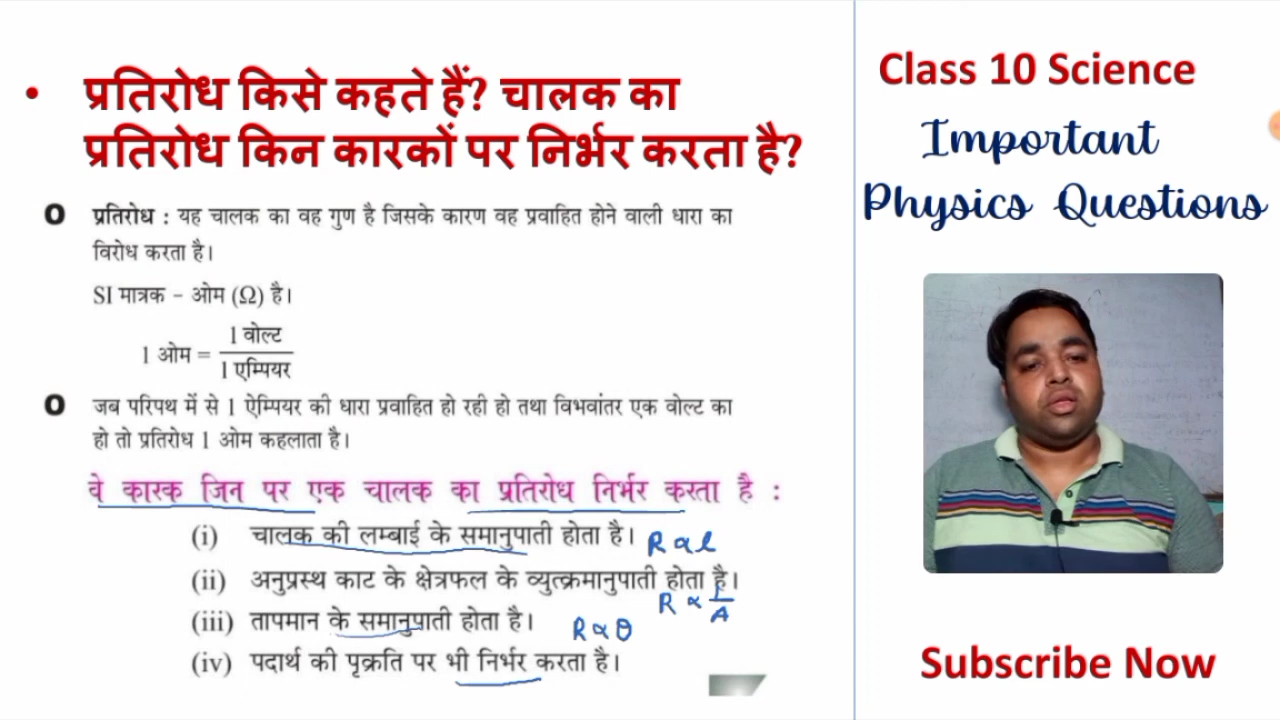 • प्रतिरोध किसे कहते हैं? चालक का
प्रतिरोध किन कारकों पर निर्भर करता है?
O प्रतिरोध : यह चालक का वह गुण है जिसके कारण वह प्रवाहित होने वाली धारा का
विरोध करता है।
SI मात्रक – ओम (Ω) है।
1 ओम = 1 वोल्ट / 1 एम्पियर
O जब परिपथ में से 1 ऐम्पियर की धारा प्रवाहित हो रही हो तथा विभवांतर एक वोल्ट का
हो तो प्रतिरोध 1 ओम कहलाता है।
वे कारक जिन पर एक चालक का प्रतिरोध निर्भर करता है :
(i) चालक की लम्बाई के समानुपाती होता है। R ∝ l
(ii) अनुप्रस्थ काट के क्षेत्रफल के व्युत्क्रमानुपाती होता है।
R ∝ 1/A
(iii) तापमान के समानुपाती होता है। R ∝ θ
(iv) पदार्थ की पृक्रति पर भी निर्भर करता है।
Class 10 Science
Important
Physics Questions
Subscribe Now